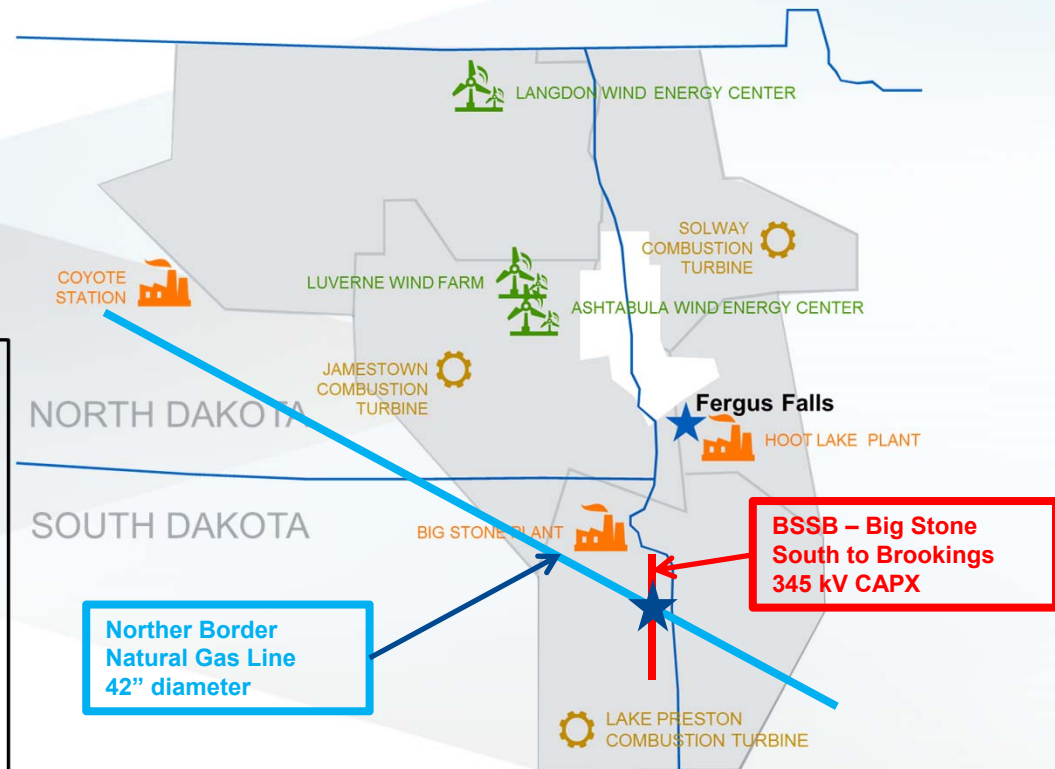 LANGDON WIND ENERGY CENTER
SOLWAY
COMBUSTION
TURBINE
COYOTE
STATION
LUVERNE WIND FARM
ASHTABULA WIND ENERGY CENTER
JAMESTOWN
COMBUSTION
TURBINE
Fergus Falls
NORTH DAKOTA
HOOT LAKE PLANT
SOUTH DAKOTA
BIG STONE PLANT
BSSB – Big Stone
South to Brookings
345 kV CAPX
Norther Border
Natural Gas Line
42” diameter
LAKE PRESTON
COMBUSTION TURBINE